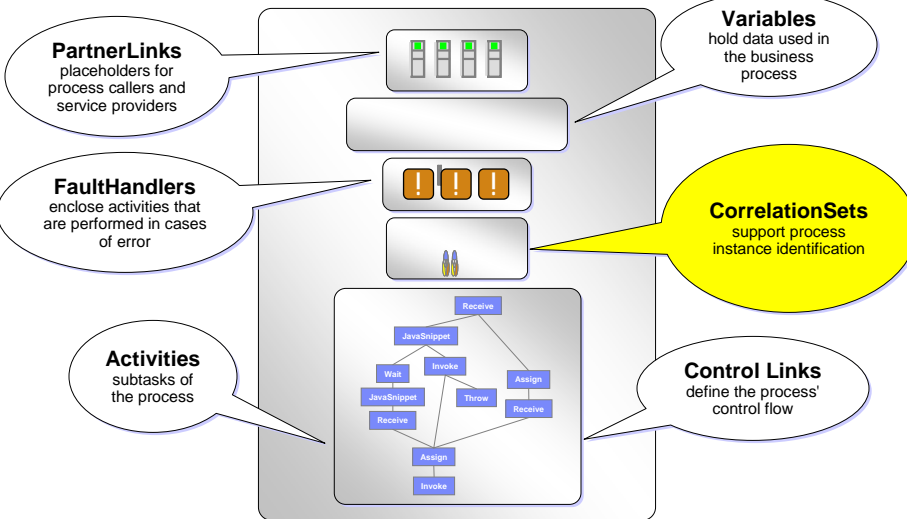 PartnerLinks
placeholders for
process callers and
service providers
Variables
hold data used in
the business
process
FaultHandlers
enclose activities that
are performed in cases
of error
! ! !
CorrelationSets
support process
instance identification
Activities
subtasks of
the process
Receive
JavaSnippet
Wait
Invoke
Assign
JavaSnippet
Throw
Receive
Receive
Assign
Invoke
Control Links
define the process'
control flow